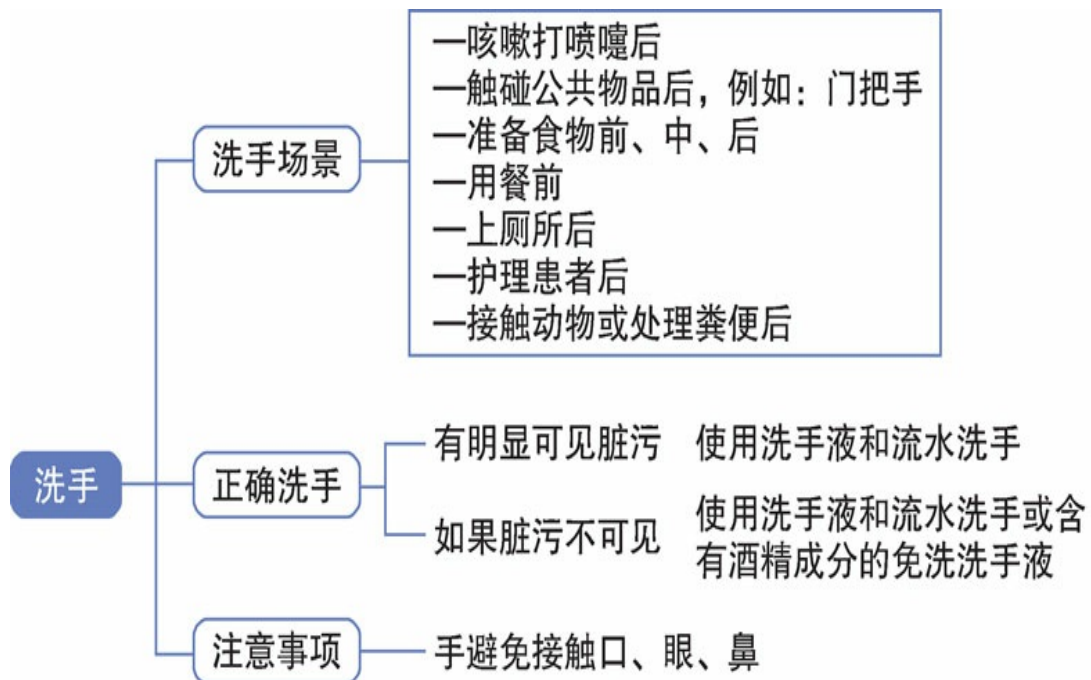 洗手
洗手场景
—咳嗽打喷嚏后
—触碰公共物品后，例如：门把手
—准备食物前、中、后
—用餐前
—上厕所后
—护理患者后
—接触动物或处理粪便后
正确洗手
有明显可见脏污 使用洗手液和流水洗手
如果脏污不可见 使用洗手液和流水洗手或含
有酒精成分的免洗洗手液
注意事项
手避免接触口、眼、鼻